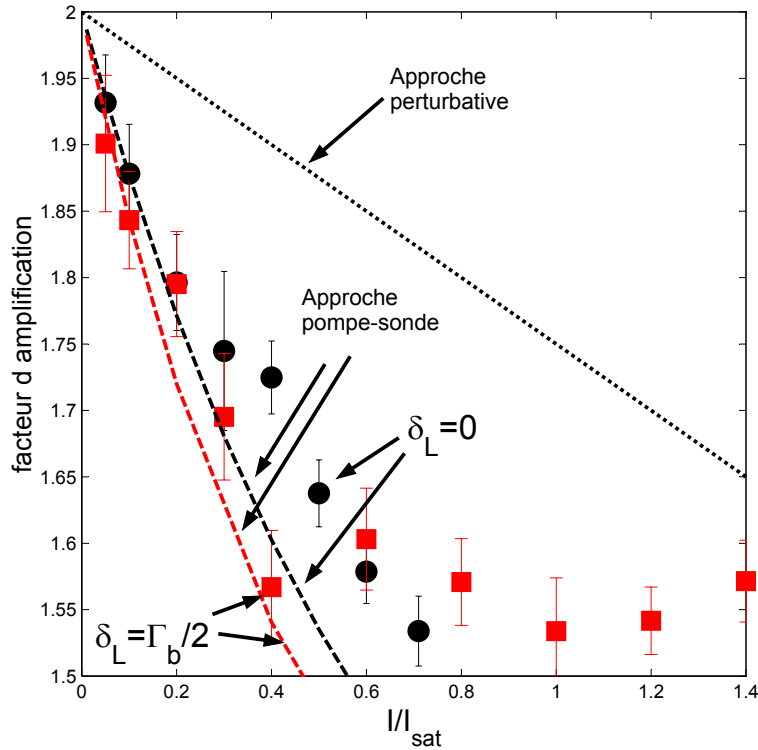 2
1.95
1.9
1.85
1.8
1.75
1.7
1.65
1.6
1.55
1.5
facteur d amplification
Approche
perturbative
Approche
pompe-sonde
δL=0
δL=Γb/2
0
0.2
0.4
0.6
0.8
1
1.2
1.4
I/Isat